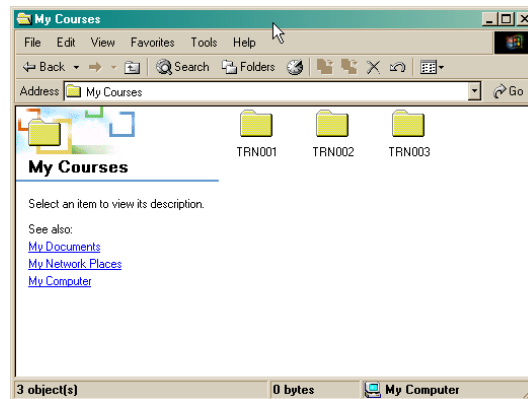 My Courses
File Edit View Favorites Tools Help
Back Search Folders
Address My Courses Go
TRN001 TRN002 TRN003
My Courses
Select an item to view its description.
See also:
My Documents
My Network Places
My Computer
3 object(s) 0 bytes My Computer